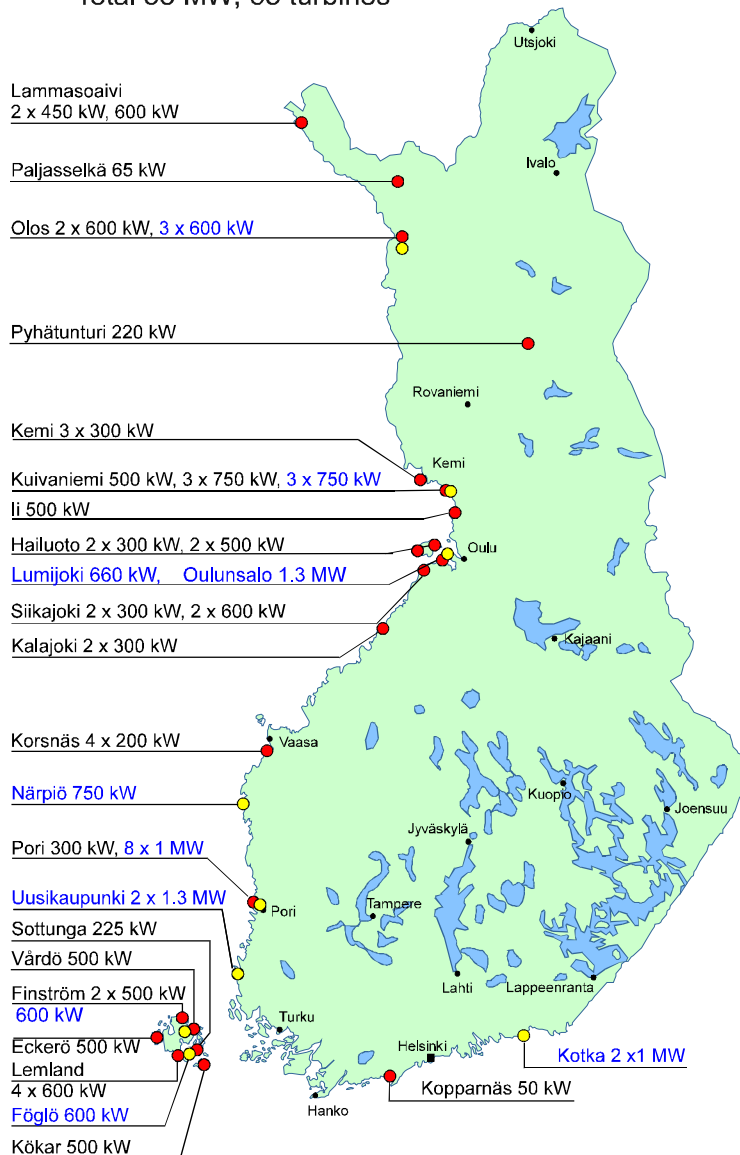 Total MW, turbines
Utsjoki
Lammasoaivi
2 x 450 kW, 600 kW
Ivalo
Paljasselkä 65 kW
Olos 2 x 600 kW, 3 x 600 kW
Pyhätunturi 220 kW
Rovaniemi
Kemi 3 x 300 kW
Kemi
Kuivaniemi 500 kW, 3 x 750 kW, 3 x 750 kW
Ii 500 kW
Hailuoto 2 x 300 kW, 2 x 500 kW
Oulu
Lumijoki 660 kW, Oulunsalo 1.3 MW
Siikajoki 2 x 300 kW, 2 x 600 kW
Kalajoki 2 x 300 kW
Kajaani
Korsnäs 4 x 200 kW
Vaasa
Närpiö 750 kW
Kuopio
Joensuu
Jyväskylä
Pori 300 kW, 8 x 1 MW
Uusikaupunki 2 x 1.3 MW
Pori
Tampere
Sottunga 225 kW
Vårdö 500 kW
Lahti
Lappeenranta
Finström 2 x 500 kW
600 kW
Turku
Eckerö 500 kW
Helsinki
Kotka 2 x1 MW
Lemland
4 x 600 kW
Kopparnäs 50 kW
Hanko
Föglö 600 kW
Kökar 500 kW